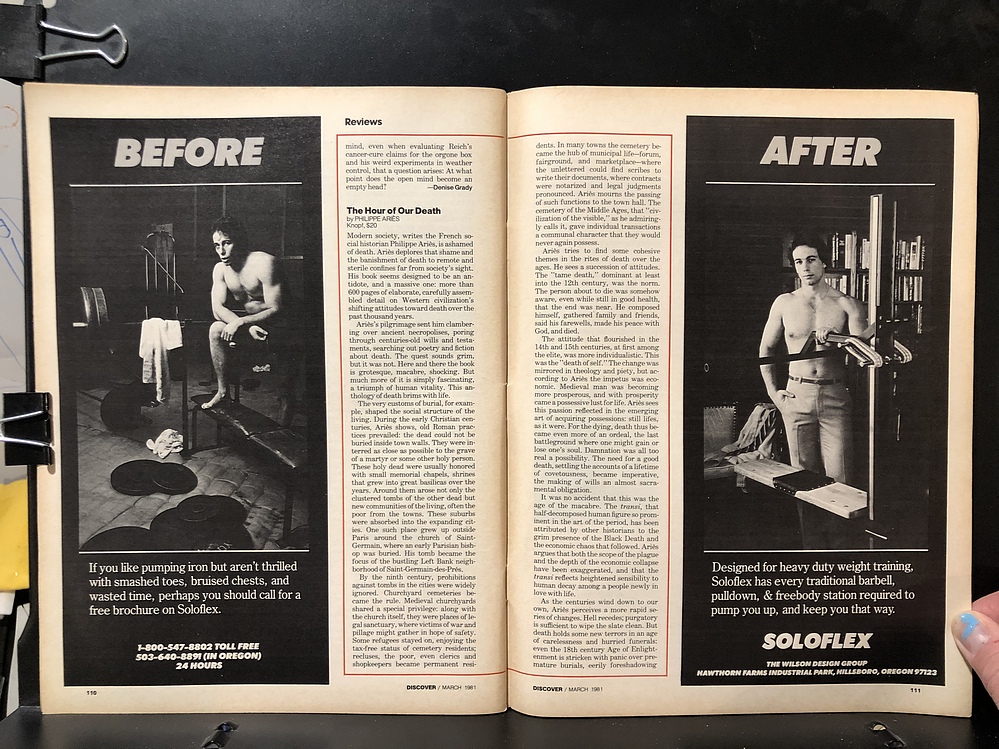 BEFORE
If you like pumping iron but aren't thrilled
with smashed toes, bruised chests, and
wasted time, perhaps you should call for a
free brochure on Soloflex.
1-800-547-8802 TOLL FREE
503-640-8891 (IN OREGON)
24 HOURS
110
Reviews
mind, even when evaluating Reich's
cancer-cure claims for the orgone box
and his weird experiments in weather
control, that a question arises: At what
point does the open mind become an
empty head? —Denise Grady
The Hour of Our Death
by PHILIPPE ARIÈS
Knopf, $20
Modern society, writes the French so-
cial historian Philippe Ariès, is ashamed
of death. Ariès deplores that shame and
the banishment of death to remote and
sterile confines far from society's sight.
His book seems designed to be an an-
tidote, and a massive one: more than
600 pages of elaborate, carefully assem-
bled detail on Western civilization's
shifting attitudes toward death over the
past thousand years.
Ariès's pilgrimage sent him clamber-
ing over ancient necropolises, poring
through centuries-old wills and testa-
ments, searching out poetry and fiction
about death. The quest sounds grim,
but it was not. Here and there the book
is grotesque, macabre, shocking. But
much more of it is simply fascinating,
a triumph of human vitality. This an-
thology of death brims with life.
The very customs of burial, for exam-
ple, shaped the social structure of the
living. During the early Christian cen-
turies, Ariès shows, old Roman prac-
tices prevailed: the dead could not be
buried inside town walls. They were in-
terred as close as possible to the grave
of a martyr or some other holy person.
These holy dead were usually honored
with small memorial chapels, shrines
that grew into great basilicas over the
years. Around them arose not only the
clustered tombs of the other dead but
new communities of the living, often the
poor from the towns. These suburbs
were absorbed into the expanding cit-
ies. One such place grew up outside
Paris around the church of Saint-
Germain, where an early Parisian bish-
op was buried. His tomb became the
focus of the bustling Left Bank neigh-
borhood of Saint-Germain-des-Prés.
By the ninth century, prohibitions
against tombs in the cities were widely
ignored. Churchyard cemeteries be-
came the rule. Medieval churchyards
shared a special privilege: along with
the church itself, they were places of le-
gal sanctuary, where victims of war and
pillage might gather in hope of safety.
Some refugees stayed on, enjoying the
tax-free status of cemetery residents;
recluses, the poor, even clerics and
shopkeepers became permanent resi-
DISCOVER / MARCH 1981
dents. In many towns the cemetery be-
came the hub of municipal life—forum,
fairground, and marketplace—where
the unlettered could find scribes to
write their documents, where contracts
were notarized and legal judgments
pronounced. Ariès mourns the passing
of such functions to the town hall. The
cemetery of the Middle Ages, that "civ-
ilization of the visible," as he admiring-
ly calls it, gave individual transactions
a communal character that they would
never again possess.
Ariès tries to find some cohesive
themes in the rites of death over the
ages. He sees a succession of attitudes.
The "tame death," dominant at least
into the 12th century, was the norm.
The person about to die was somehow
aware, even while still in good health,
that the end was near. He composed
himself, gathered family and friends,
said his farewells, made his peace with
God, and died.
The attitude that flourished in the
14th and 15th centuries, at first among
the elite, was more individualistic. This
was the "death of self." The change was
mirrored in theology and piety, but ac-
cording to Ariès the impetus was eco-
nomic. Medieval man was becoming
more prosperous, and with prosperity
came a possessive lust for life. Ariès sees
this passion reflected in the emerging
art of acquiring possessions: still lifes,
as it were. For the dying, death thus be-
came even more of an ordeal, the last
battleground where one might gain or
lose one's soul. Damnation was all too
real a possibility. The need for a good
death, settling the accounts of a lifetime
of covetousness, became imperative,
the making of wills an almost sacra-
mental obligation.
It was no accident that this was the
age of the macabre. The transi, that
half-decomposed human figure so prom-
inent in the art of the period, has been
attributed by other historians to the
grim presence of the Black Death and
the economic chaos that followed. Ariès
argues that both the scope of the plague
and the depth of the economic collapse
have been exaggerated, and that the
transi reflects heightened sensibility to
human decay among a people newly in
love with life.
As the centuries wind down to our
own, Ariès perceives a more rapid se-
ries of changes. Hell recedes; purgatory
is sufficient to wipe the slate clean. But
death holds some new terrors in an age
of carelessness and hurried funerals:
even the 18th century Age of Enlight-
enment is stricken with panic over pre-
mature burials, eerily foreshadowing
DISCOVER / MARCH 1981
AFTER
Designed for heavy duty weight training,
Soloflex has every traditional barbell,
pulldown, & freebody station required to
pump you up, and keep you that way.
SOLOFLEX
THE WILSON DESIGN GROUP
HAWTHORN FARMS INDUSTRIAL PARK, HILLSBORO, OREGON 97123
111